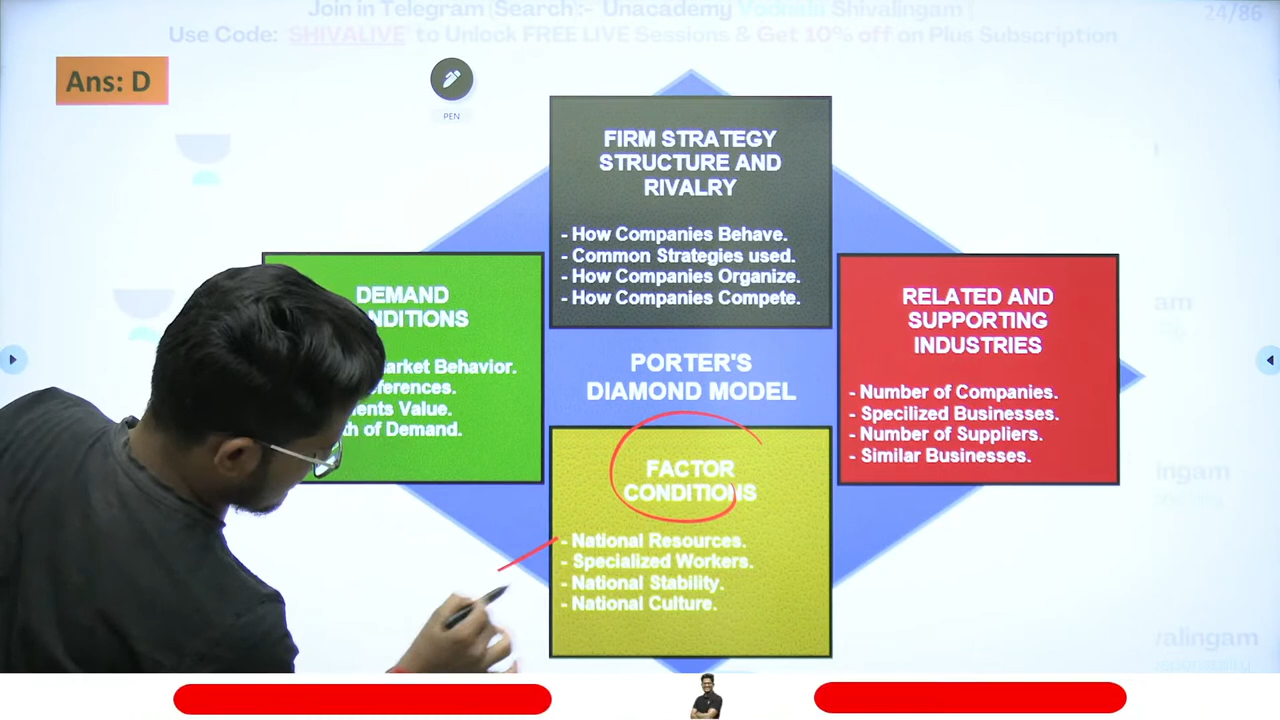 Join in Telegram (Search):- Unacademy Vodnala Shivalingam
24/86
Use Code: SHIVALIVE to Unlock FREE LIVE Sessions & Get 10% off on Plus Subscription
Ans: D
PEN
FIRM STRATEGY
STRUCTURE AND
RIVALRY
- How Companies Behave.
- Common Strategies used.
- How Companies Organize.
- How Companies Compete.
DEMAND
NDITIONS
arket Behavior.
ferences.
ents Value.
th of Demand.
PORTER'S
DIAMOND MODEL
RELATED AND
SUPPORTING
INDUSTRIES
- Number of Companies.
- Specilized Businesses.
- Number of Suppliers.
- Similar Businesses.
FACTOR
CONDITIONS
- National Resources.
- Specialized Workers.
- National Stability.
- National Culture.
am
ingam
alingam